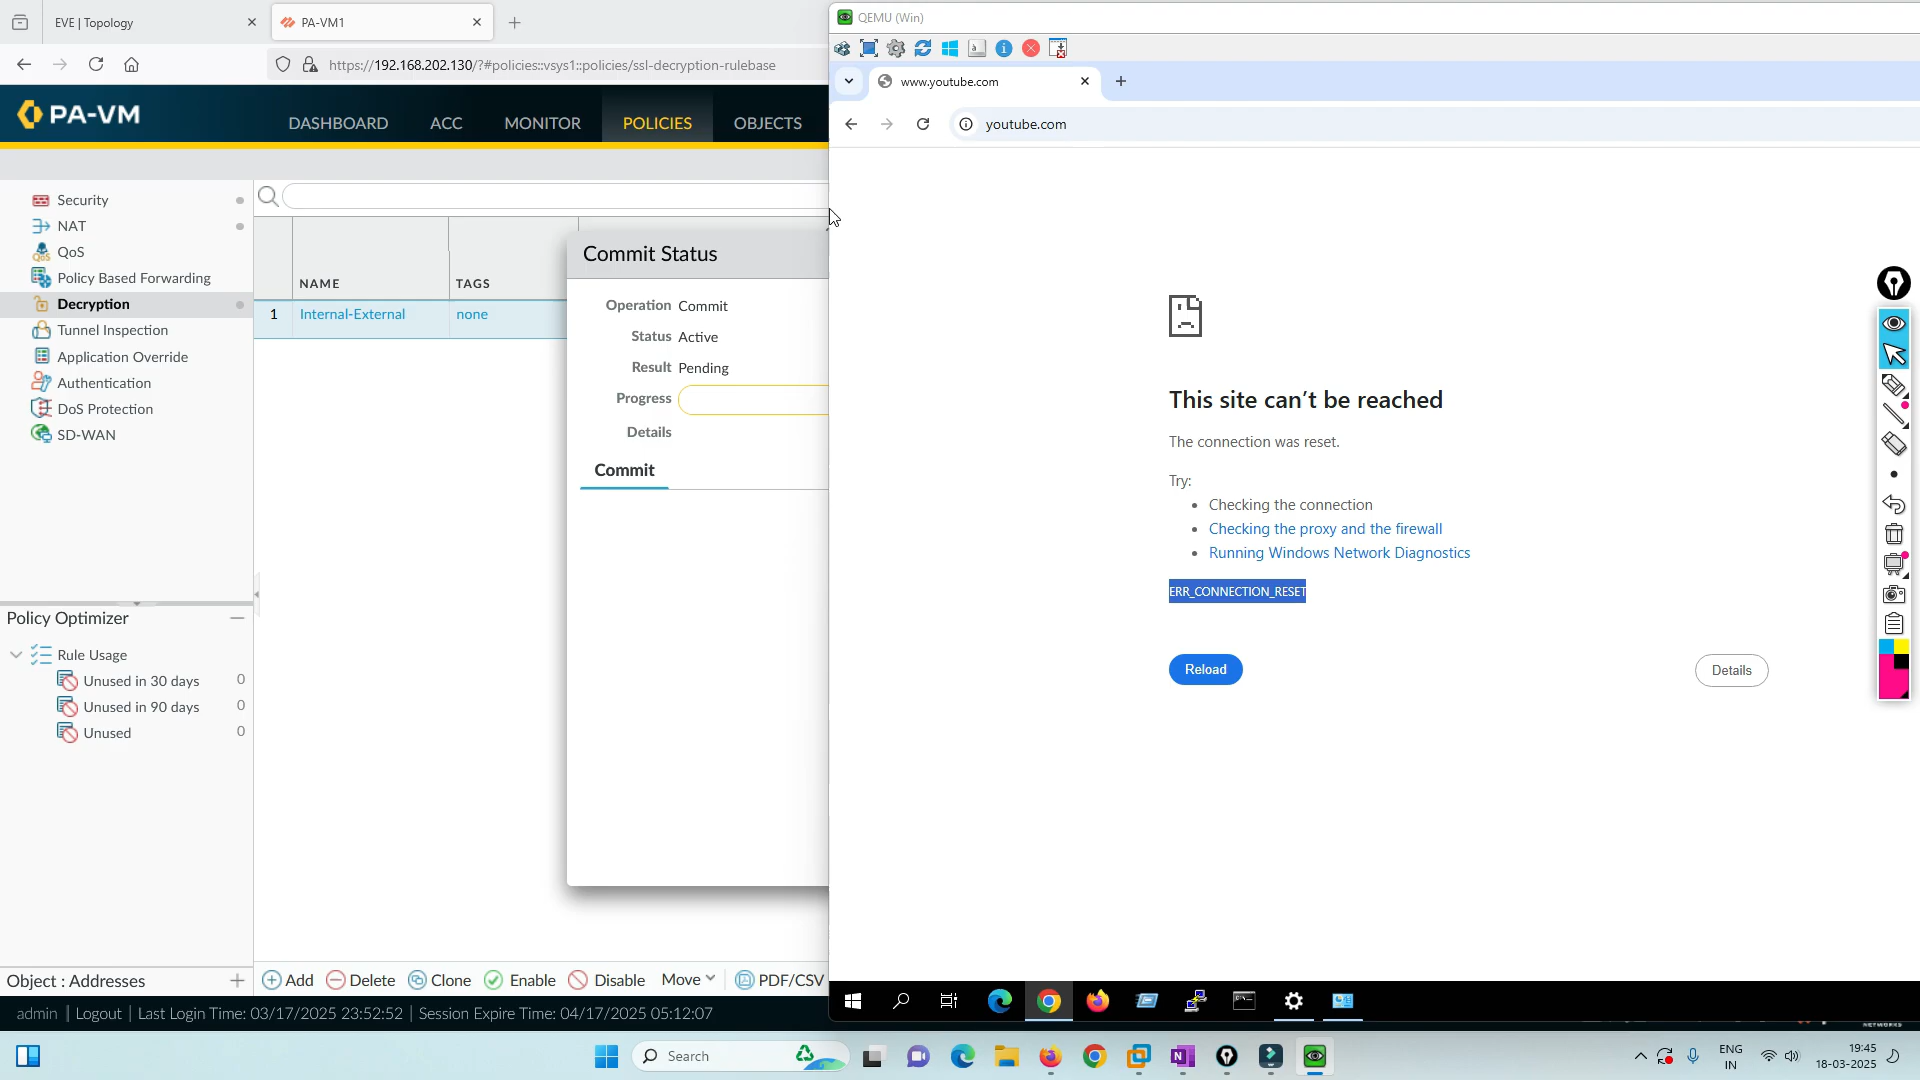 EVE | Topology
PA-VM1
https://192.168.202.130/?#policies::vsys1::policies/ssl-decryption-rulebase
PA-VM
DASHBOARD
ACC
MONITOR
POLICIES
OBJECTS
Security
NAT
QoS
Policy Based Forwarding
Decryption
Tunnel Inspection
Application Override
Authentication
DoS Protection
SD-WAN
Policy Optimizer
Rule Usage
Unused in 30 days 0
Unused in 90 days 0
Unused 0
Object : Addresses
NAME
TAGS
1 Internal-External none
Commit Status
Operation Commit
Status Active
Result Pending
Progress
Details
Commit
Add
Delete
Clone
Enable
Disable
Move
PDF/CSV
admin | Logout | Last Login Time: 03/17/2025 23:52:52 | Session Expire Time: 04/17/2025 05:12:07
QEMU (Win)
www.youtube.com
youtube.com
This site can't be reached
The connection was reset.
Try:
• Checking the connection
• Checking the proxy and the firewall
• Running Windows Network Diagnostics
ERR_CONNECTION_RESET
Reload
Details
Search
ENG
IN
19:45
18-03-2025